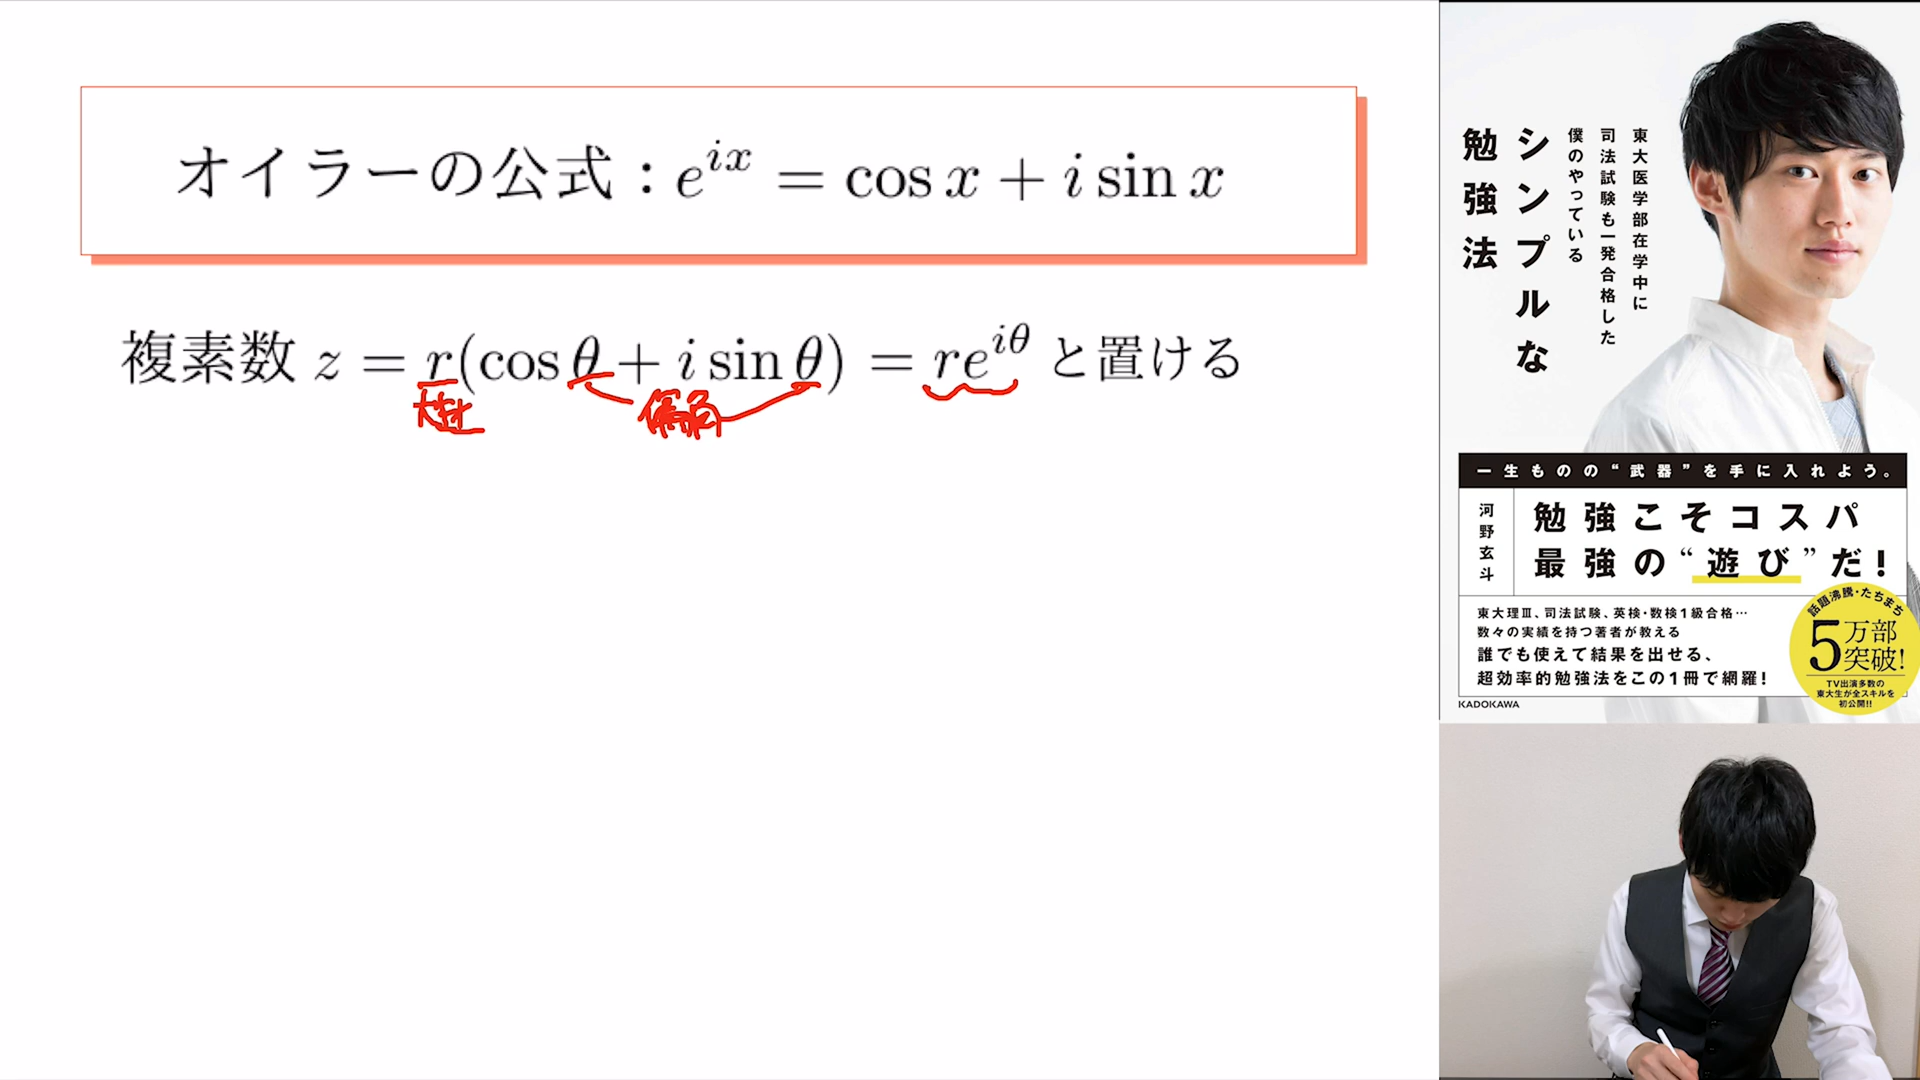 オイラーの公式：e^{ix} = cos x + i sin x
複素数 z = r(cos θ + i sin θ) = re^{iθ} と置ける
偏角
東大医学部在学中に
司法試験も一発合格した
僕のやっている
シンプルな
勉強法
一生ものの“武器”を手に入れよう。
河野玄斗
勉強こそコスパ
最強の“遊び”だ！
東大理Ⅲ、司法試験、英検・数検1級合格…
数々の実績を持つ著者が教える
誰でも使えて結果を出せる、
超効率的勉強法をこの1冊で網羅！
話題沸騰・たちまち
5万部
突破!
TV出演多数の
東大生が全スキルを
初公開!!
KADOKAWA